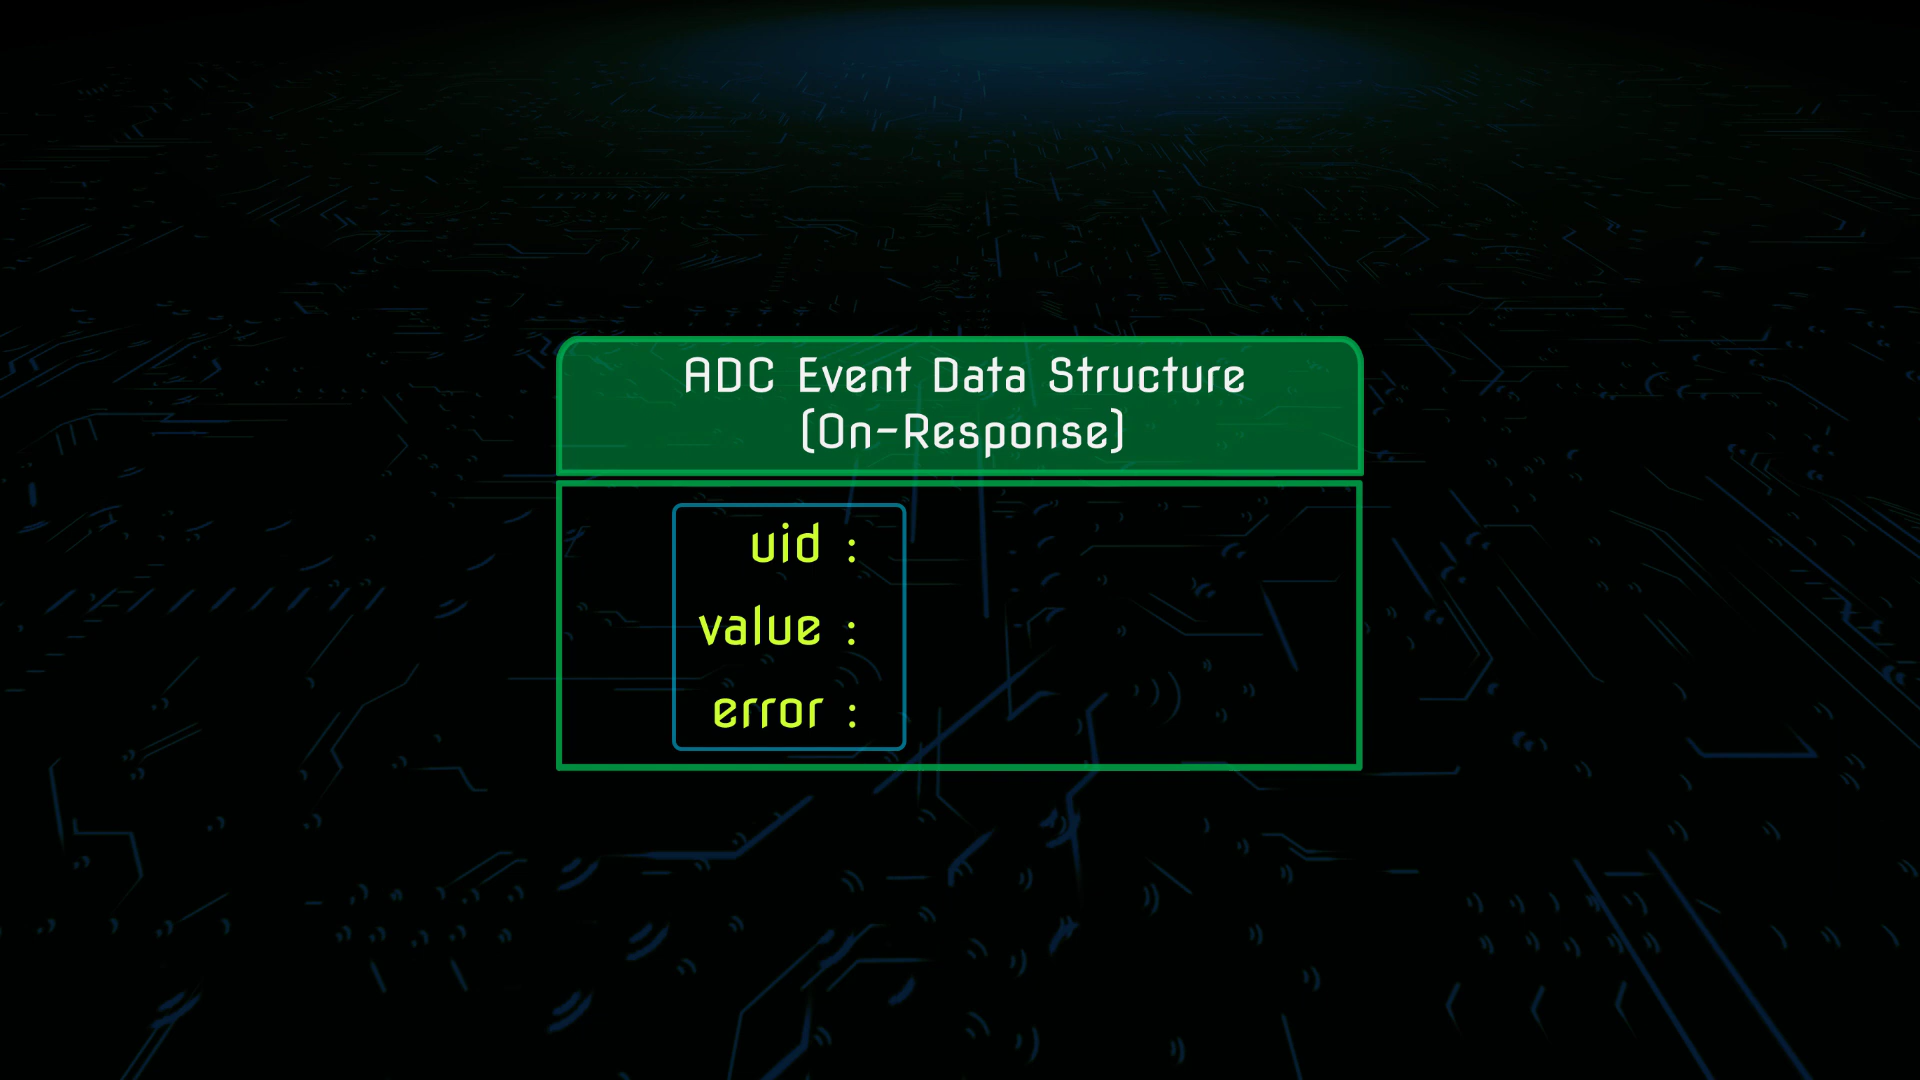 ADC Event Data Structure
(On-Response)
uid :
value :
error :